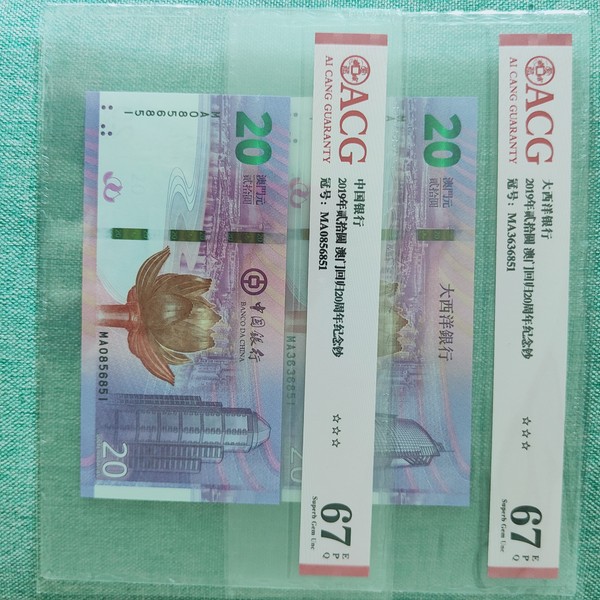 ACG
AI CANG GUARANTY
大西洋银行
2019年贰拾圆 澳门回归20周年纪念钞
冠号：MA3636851
☆☆☆
67
E
P
Q
Superb Gem Unc
ACG
AI CANG GUARANTY
中国银行
2019年贰拾圆 澳门回归20周年纪念钞
冠号：MA0856851
☆☆☆
67
E
P
Q
Superb Gem Unc
20
澳門元
貳拾圓
大西洋銀行
MA3636851
20
澳門元
貳拾圓
中国银行
BANCO DA CHINA
MA0856851
MA0856851
20